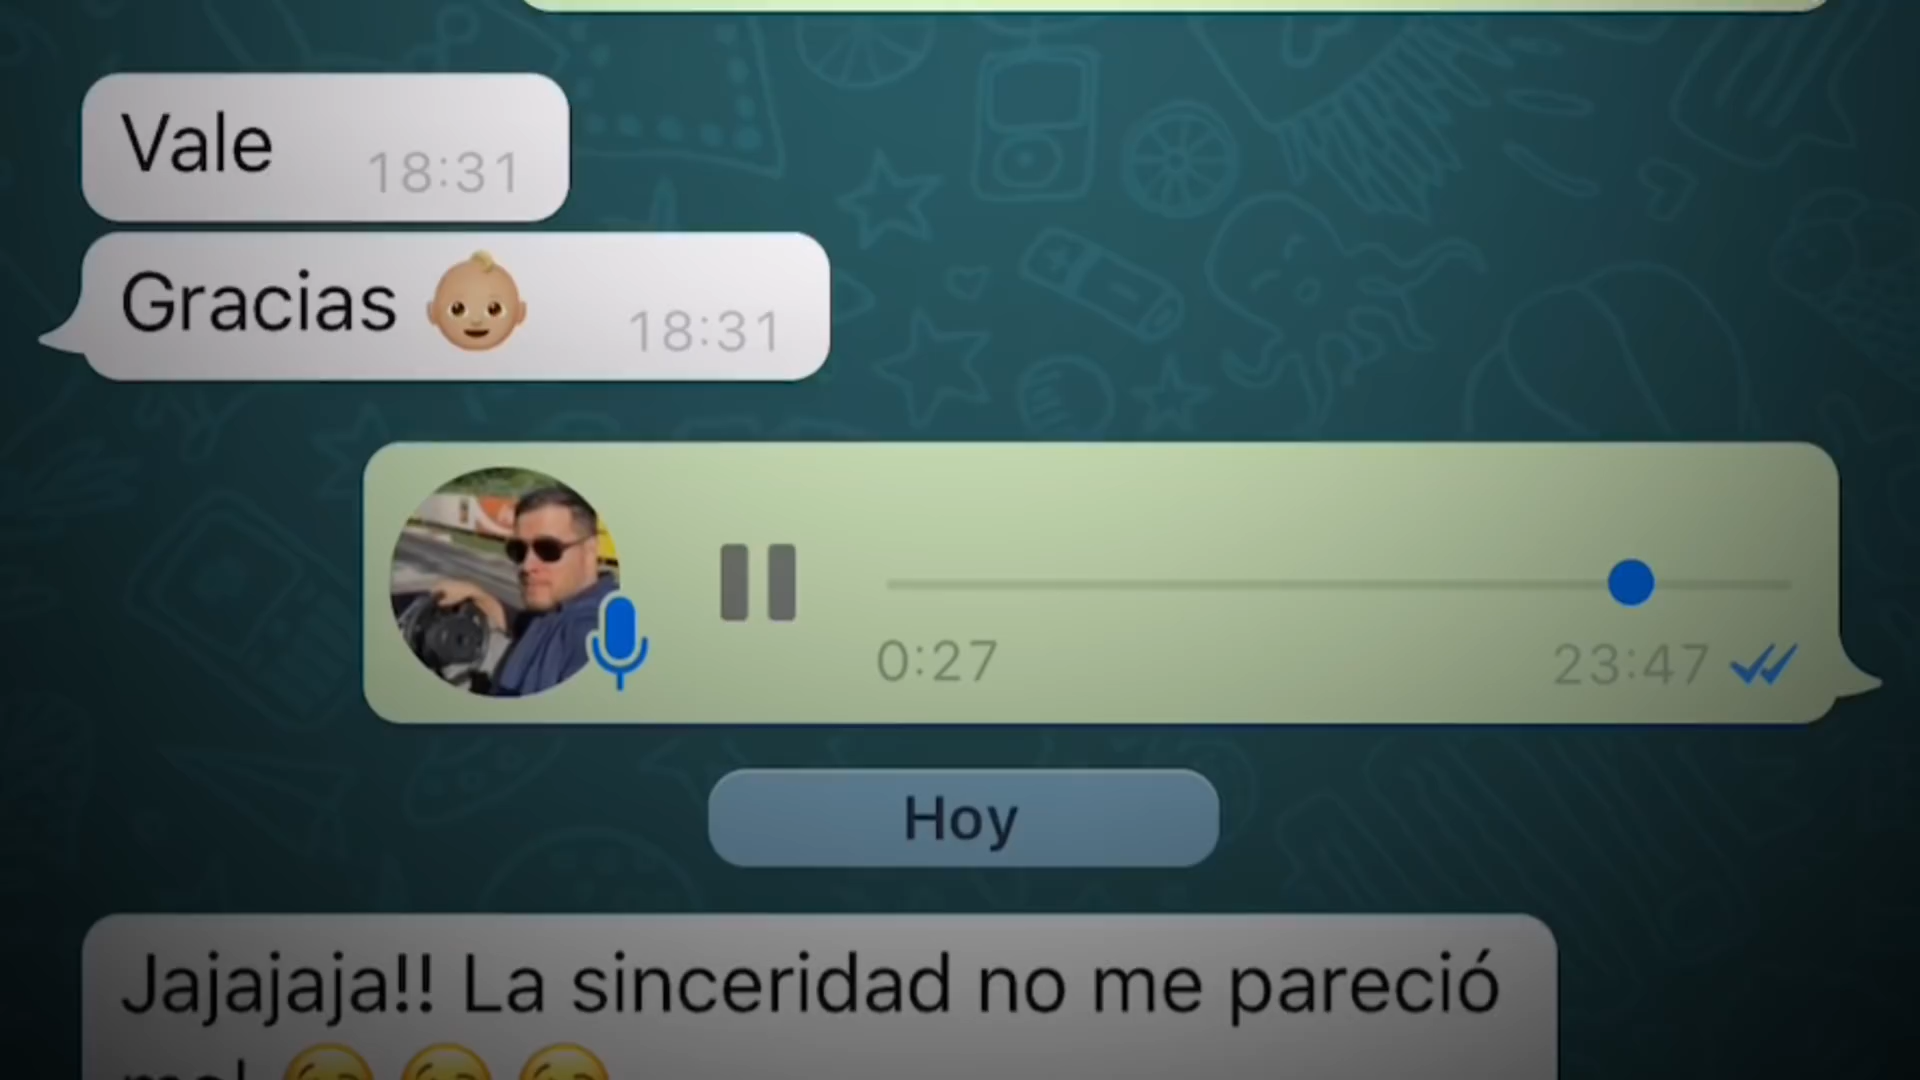 Vale 18:31
Gracias 👶🏼 18:31
0:27 23:47
Hoy
Jajajaja!! La sinceridad no me pareció